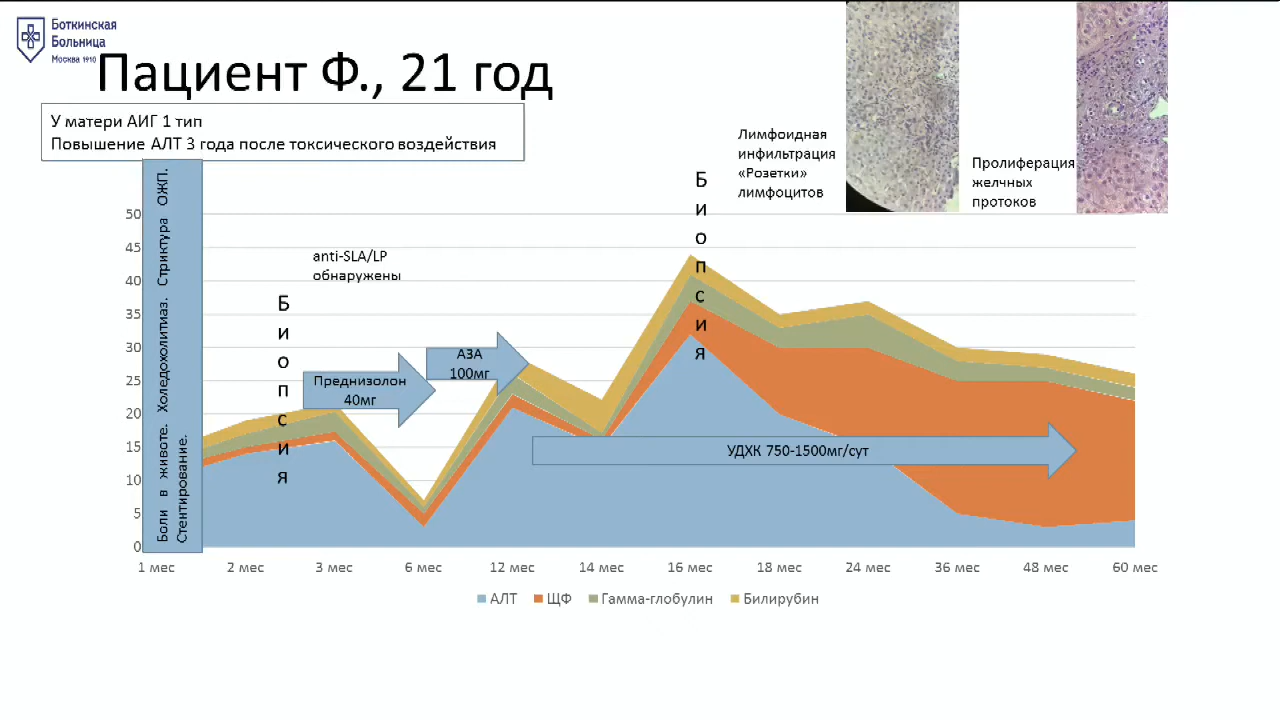 Боткинская
Больница
Москва 1910
Пациент Ф., 21 год
У матери АИГ 1 тип
Повышение АЛТ 3 года после токсического воздействия
Лимфоидная
инфильтрация
«Розетки»
лимфоцитов
Пролиферация
желчных
протоков
Боли в животе. Холедохолитиаз. Стриктура ОЖП.
Стентирование.
anti-SLA/LP
обнаружены
Биопсия
Биопсия
Преднизолон
40мг
АЗА
100мг
УДХК 750-1500мг/сут
50
45
40
35
30
25
20
15
10
5
0
1 мес 2 мес 3 мес 6 мес 12 мес 14 мес 16 мес 18 мес 24 мес 36 мес 48 мес 60 мес
АЛТ ЩФ Гамма-глобулин Билирубин